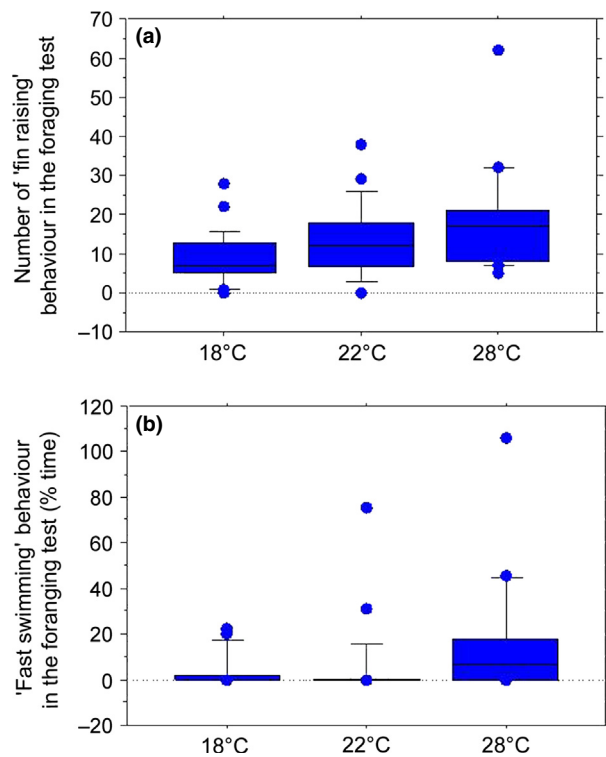 (a)
Number of 'fin raising'
behaviour in the foraging test
70
60
50
40
30
20
10
0
–10
18°C 22°C 28°C
(b)
'Fast swimming' behaviour
in the foranging test (% time)
120
100
80
60
40
20
0
–20
18°C 22°C 28°C